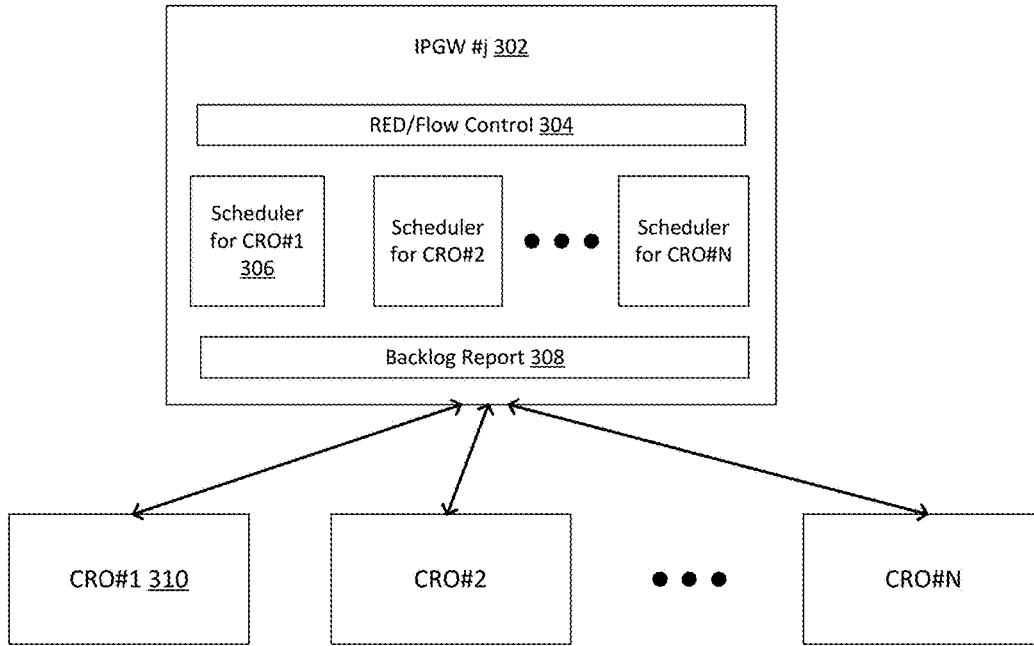 IPGW #j 302
RED/Flow Control 304
Scheduler
for CRO#1
306
Scheduler
for CRO#2
Scheduler
for CRO#N
Backlog Report 308
CRO#1 310
CRO#2
CRO#N